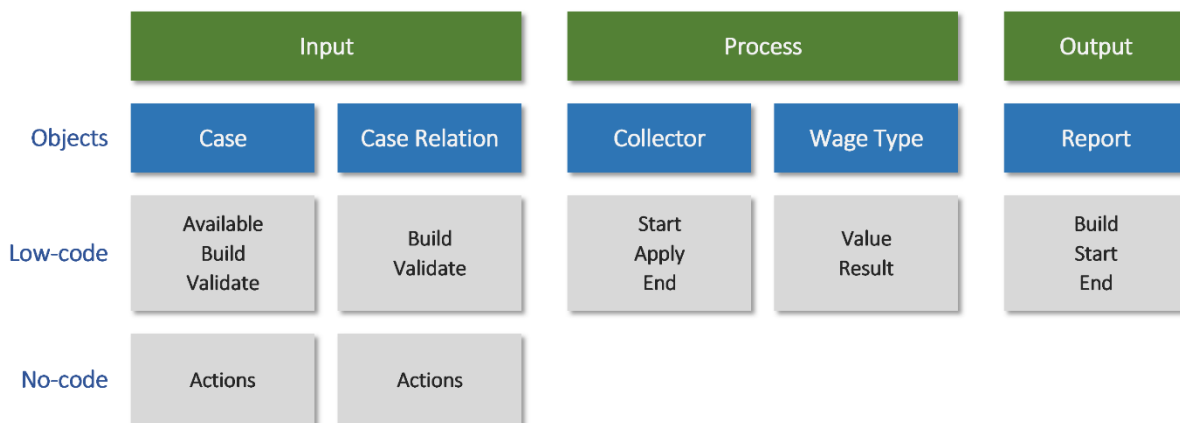 Input
Process
Output
Objects
Case
Case Relation
Collector
Wage Type
Report
Low-code
Available
Build
Validate
Build
Validate
Start
Apply
End
Value
Result
Build
Start
End
No-code
Actions
Actions